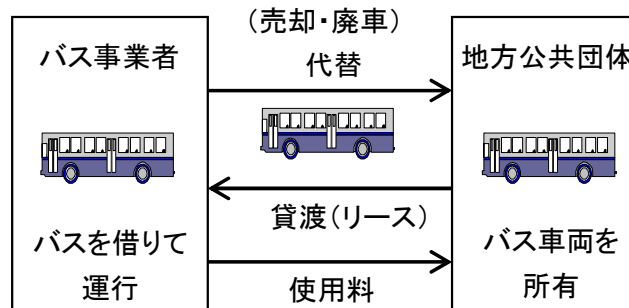 バス事業者
バスを借りて
運行
（売却・廃車）
代替
貸渡（リース）
使用料
地方公共団体
バス車両を
所有